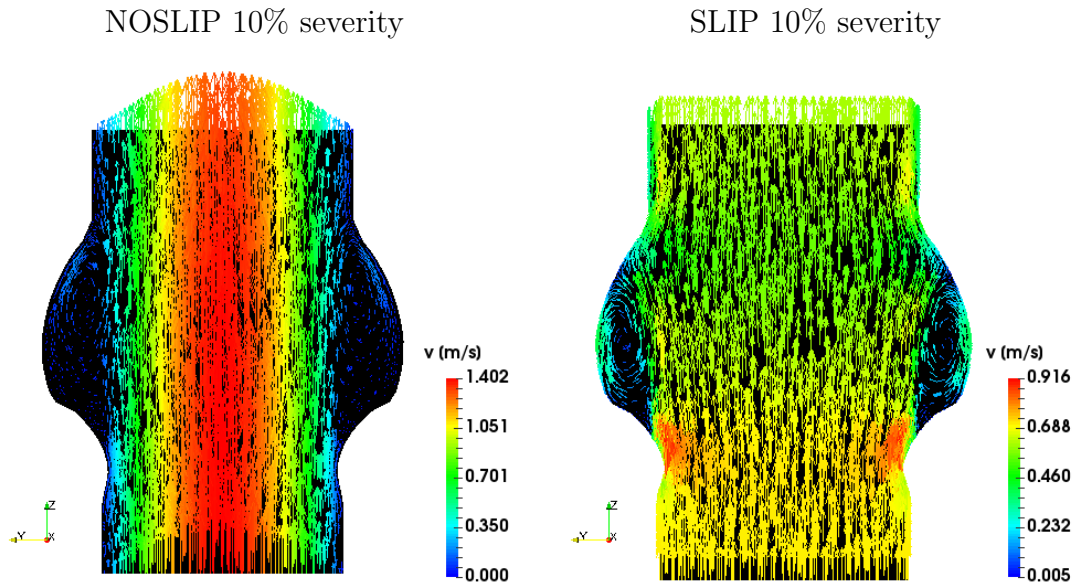 NOSLIP 10% severity
SLIP 10% severity
v (m/s)
1.402
1.051
0.701
0.350
0.000
Z
Y
X
v (m/s)
0.916
0.688
0.460
0.232
0.005
Z
Y
X